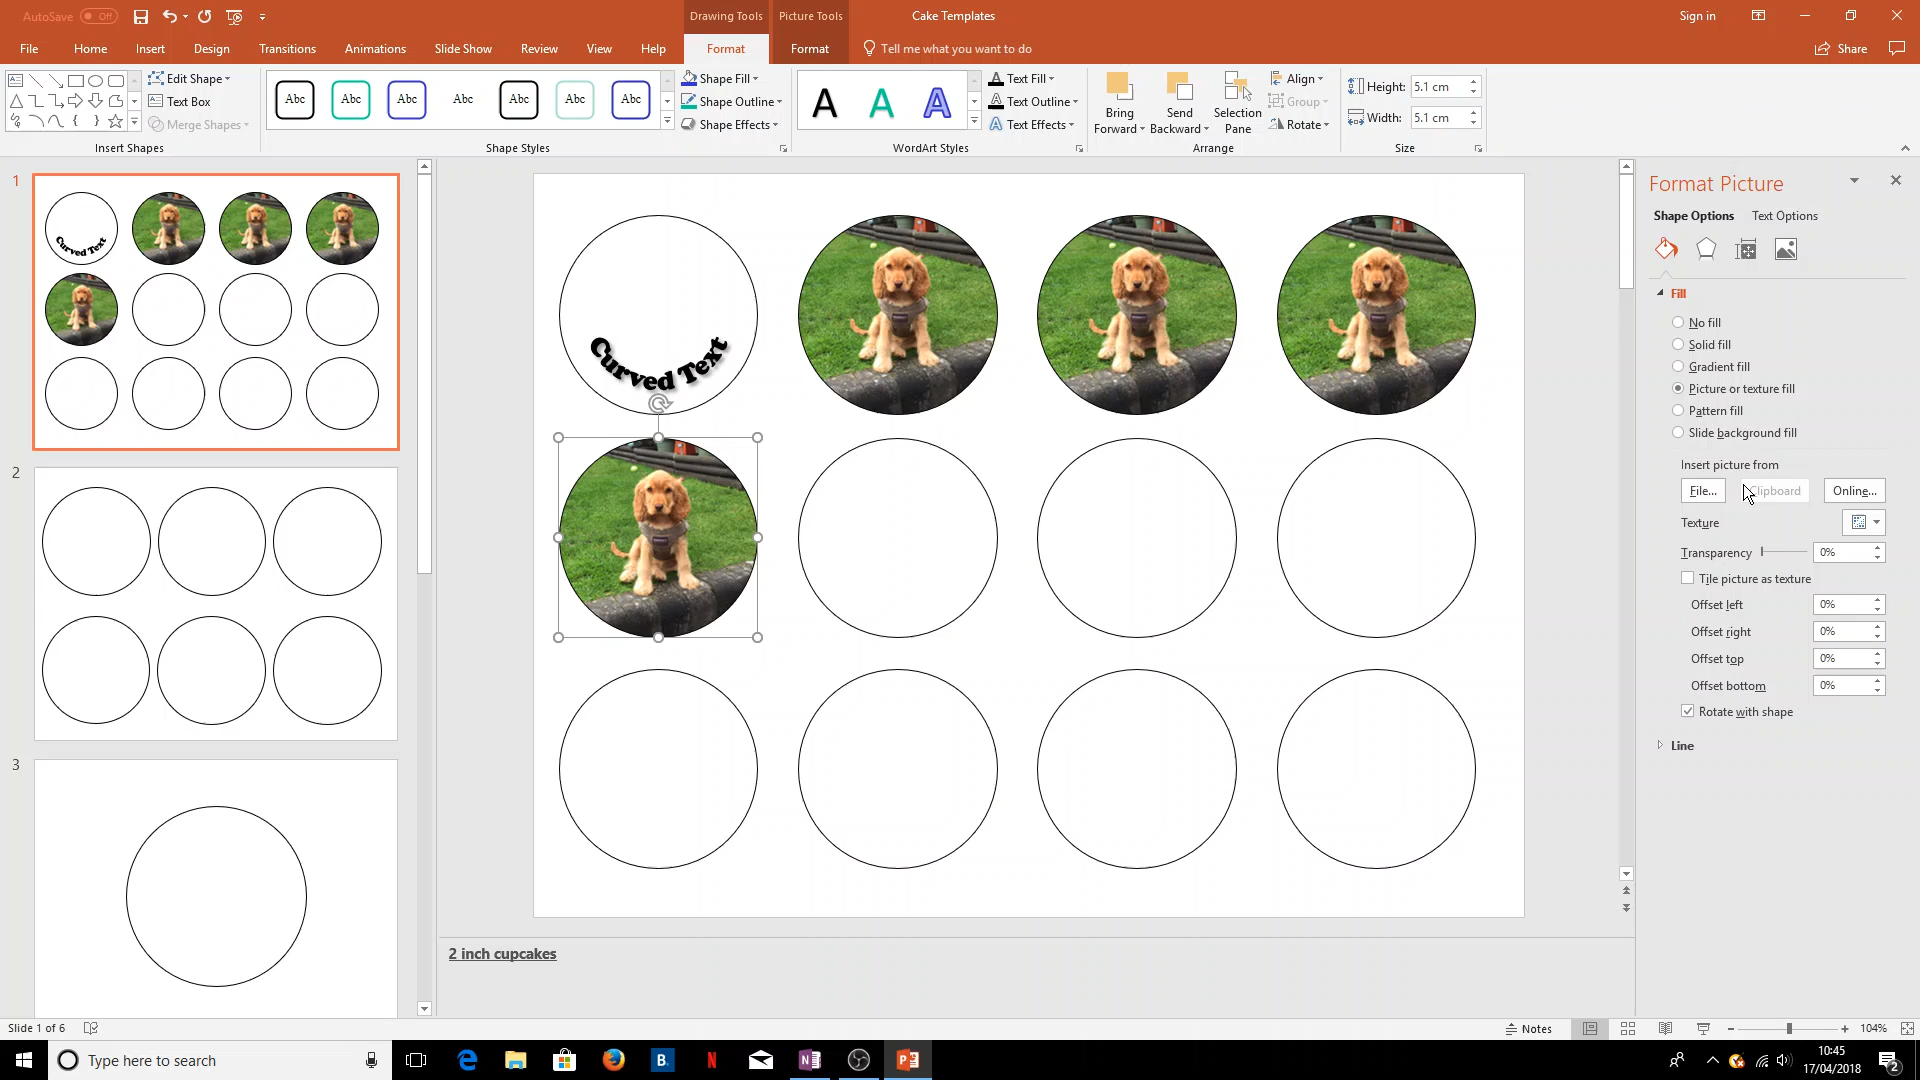 AutoSave Off
Drawing Tools Picture Tools Cake Templates Sign in
File Home Insert Design Transitions Animations Slide Show Review View Help Format Format Tell me what you want to do Share
Edit Shape
Text Box
Merge Shapes
Insert Shapes
Abc Abc Abc Abc Abc Abc Abc
Shape Fill
Shape Outline
Shape Effects
Shape Styles
A A A
Text Fill
Text Outline
Text Effects
WordArt Styles
Bring Forward
Send Backward
Selection Pane
Align
Group
Rotate
Arrange
Height: 5.1 cm
Width: 5.1 cm
Size
1
Curved Text
2
3
Curved Text
2 inch cupcakes
Format Picture
Shape Options Text Options
Fill
No fill
Solid fill
Gradient fill
Picture or texture fill
Pattern fill
Slide background fill
Insert picture from
File... Clipboard Online...
Texture
Transparency 0%
Tile picture as texture
Offset left 0%
Offset right 0%
Offset top 0%
Offset bottom 0%
Rotate with shape
Line
Slide 1 of 6 Notes 104%
Type here to search
B.
N
10:45
17/04/2018
2